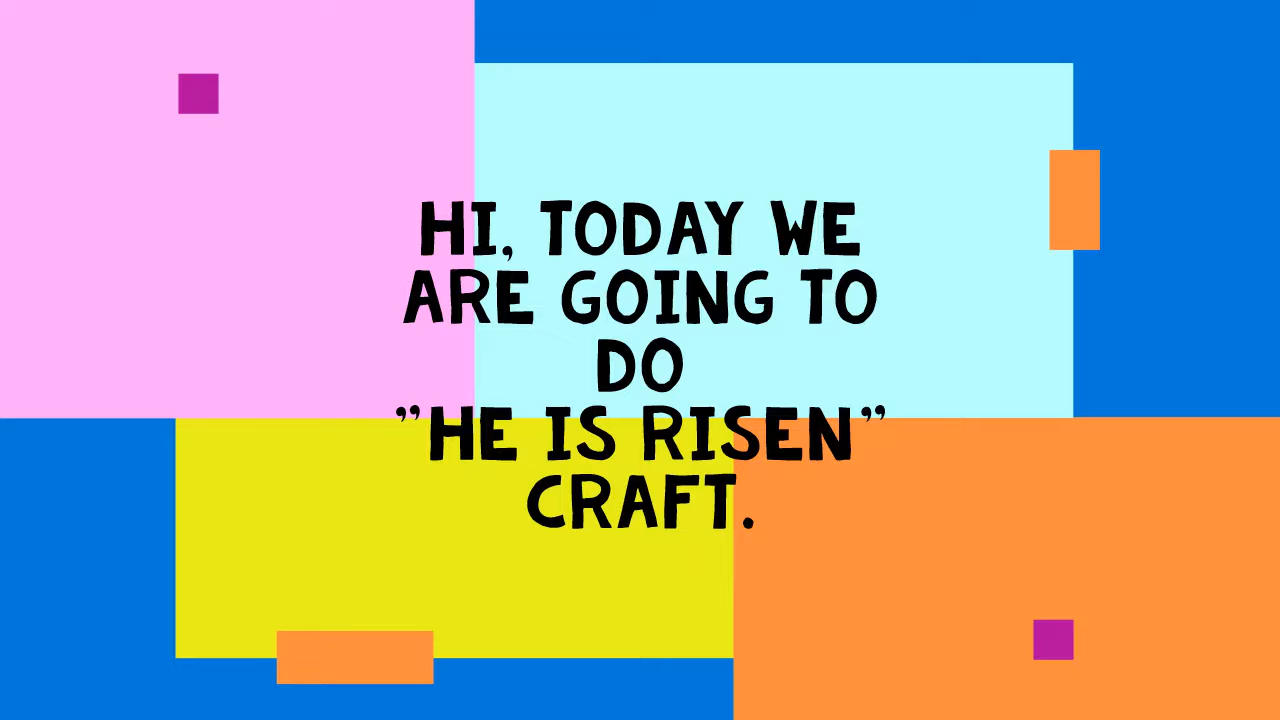 HI, TODAY WE
ARE GOING TO
DO
”HE IS RISEN”
CRAFT.